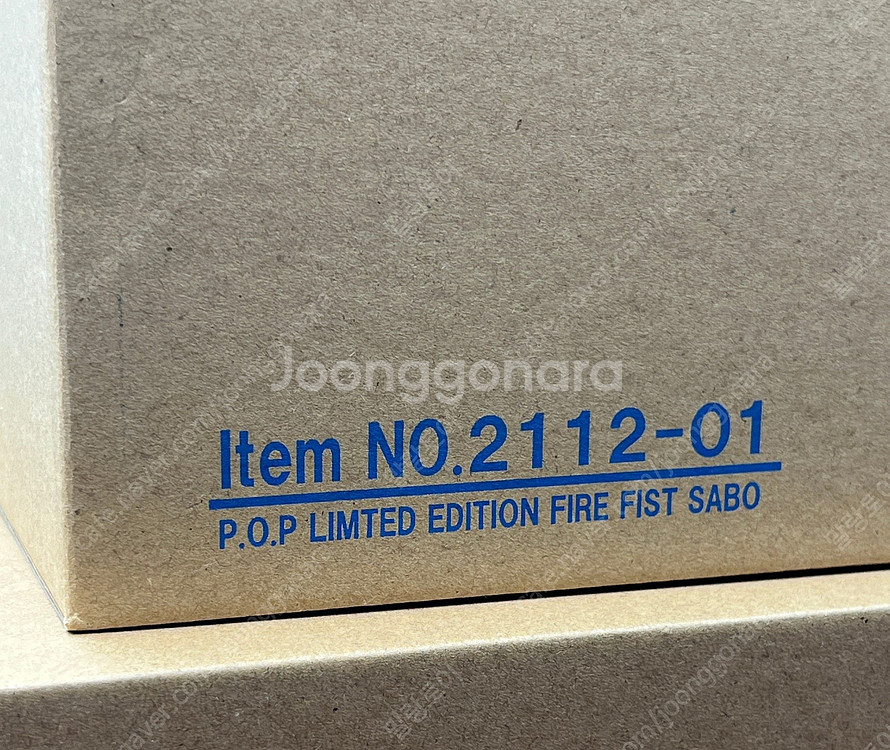 Joonggonara
Item NO.2112-01
P.O.P LIMTED EDITION FIRE FIST SABO